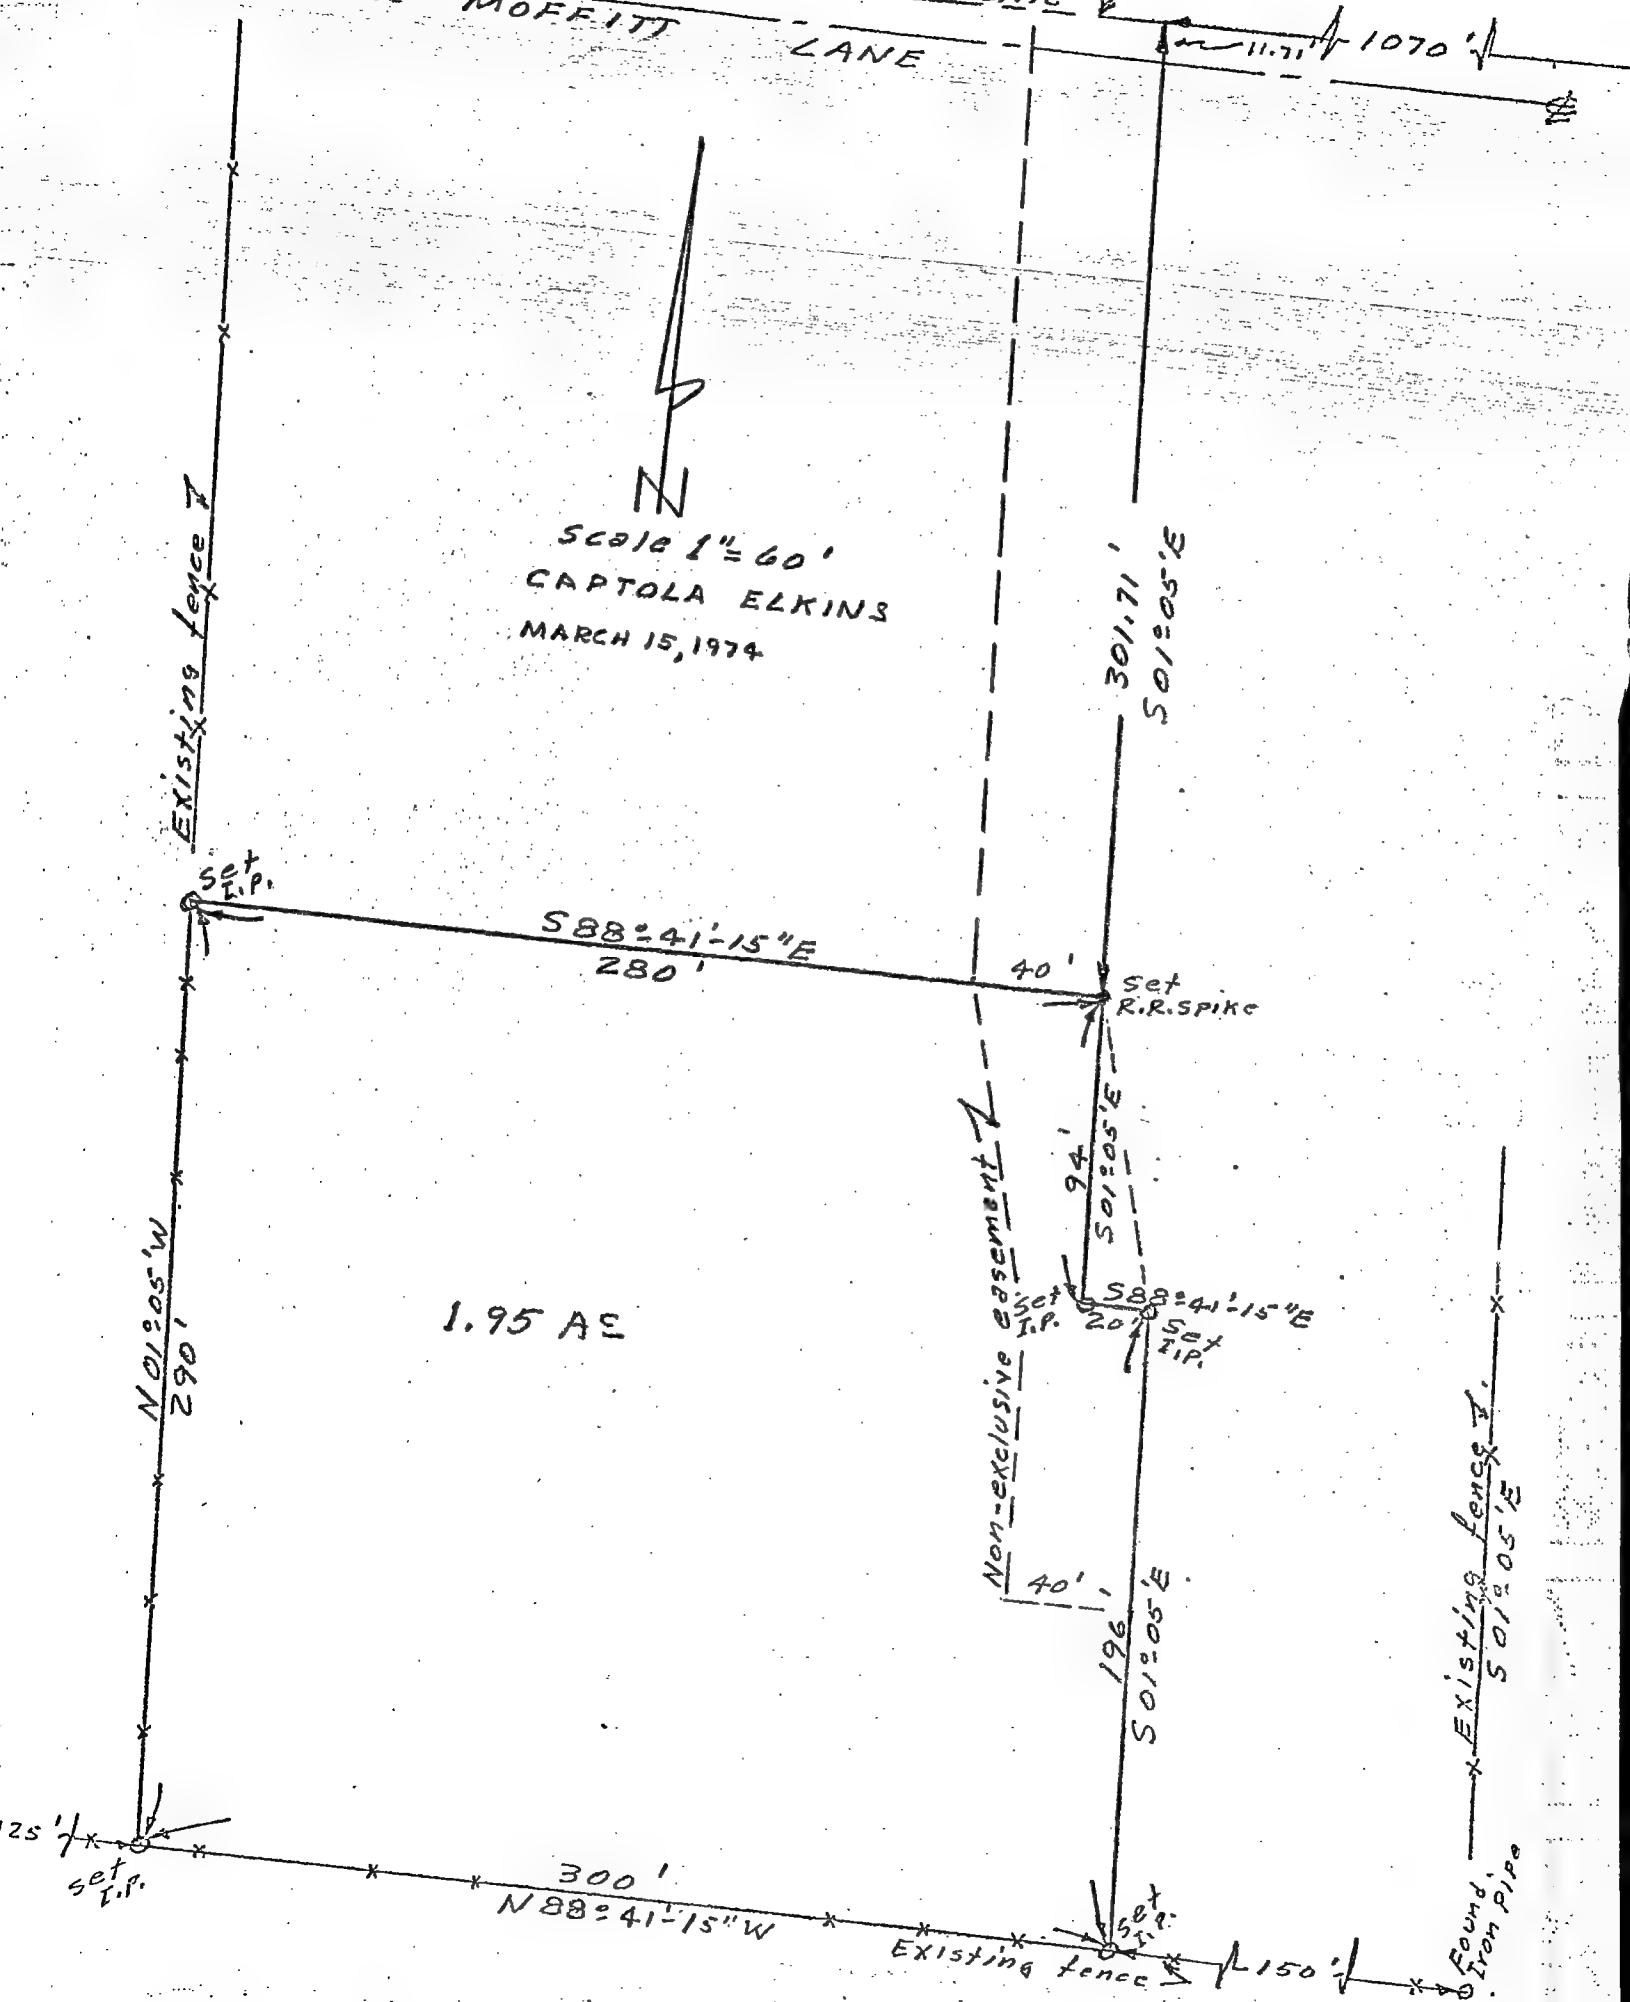 MOFFITT
LANE
11.71'
1070'
Existing fence
N
Scale 1"=60'
CAPTOLA ELKINS
MARCH 15, 1974
301.71'
S01°05'E
Set
I.P.
S88°-41'-15"E
280'
40'
Set
R.R. Spike
94'
S01°05'E
N01°05'W
290'
1.95 AC
Non-exclusive easement
Set
I.P.
S88°-41'-15"E
20'
Set
I.P.
40'
196'
S01°05'E
Existing fence
S01°05'E
25'
Set
I.P.
300'
N88°-41'-15"W
Existing fence
Set
I.P.
150'
Found
Iron Pipe